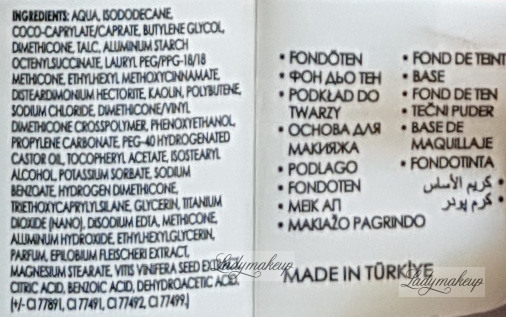 INGREDIENTS: AQUA, ISODODECANE,
COCO-CAPRYLATE/CAPRATE, BUTYLENE GLYCOL,
DIMETHICONE, TALC, ALUMINUM STARCH
OCTENYLSUCCINATE, LAURYL PEG/PPG-18/18
METHICONE, ETHYLHEXYL METHOXYCINNAMATE,
DISTEARDIMONIUM HECTORITE, KAOLIN, POLYBUTENE,
SODIUM CHLORIDE, DIMETHICONE/VINYL
DIMETHICONE CROSSPOLYMER, PHENOXYETHANOL,
PROPYLENE CARBONATE, PEG-40 HYDROGENATED
CASTOR OIL, TOCOPHERYL ACETATE, ISOSTEARYL
ALCOHOL, POTASSIUM SORBATE, SODIUM
BENZOATE, HYDROGEN DIMETHICONE,
TRIETHOXYCAPRYLYLSILANE, GLYCERIN, TITANIUM
DIOXIDE (NANO), DISODIUM EDTA, METHICONE,
ALUMINUM HYDROXIDE, ETHYLHEXYLGLYCERIN,
PARFUM, EPILOBIUM FLEISCHERI EXTRACT,
MAGNESIUM STEARATE, VITIS VINIFERA SEED EXTRACT,
CITRIC ACID, BENZOIC ACID, DEHYDROACETIC ACID,
(+/- CI 77891, CI 77491, CI 77492, CI 77499)
• FONDÖTEN
• ФОН ДЬО ТЕН
• PODKŁAD DO
TWARZY
• ОСНОВА ДЛЯ
МАКИЯЖА
• PODLAGO
• FONDOTEN
• МЕІК АП
• MAKIAŽO PAGRINDO
• FOND DE TEINT
• BASE
• FOND DE TEN
• TEČNI PUDER
• BASE DE
MAQUILLAJE
• FONDOTINTA
• كريم الأساس
• كرم پودر
MADE IN TÜRKİYE
Ladymakeup
Ladymakeup